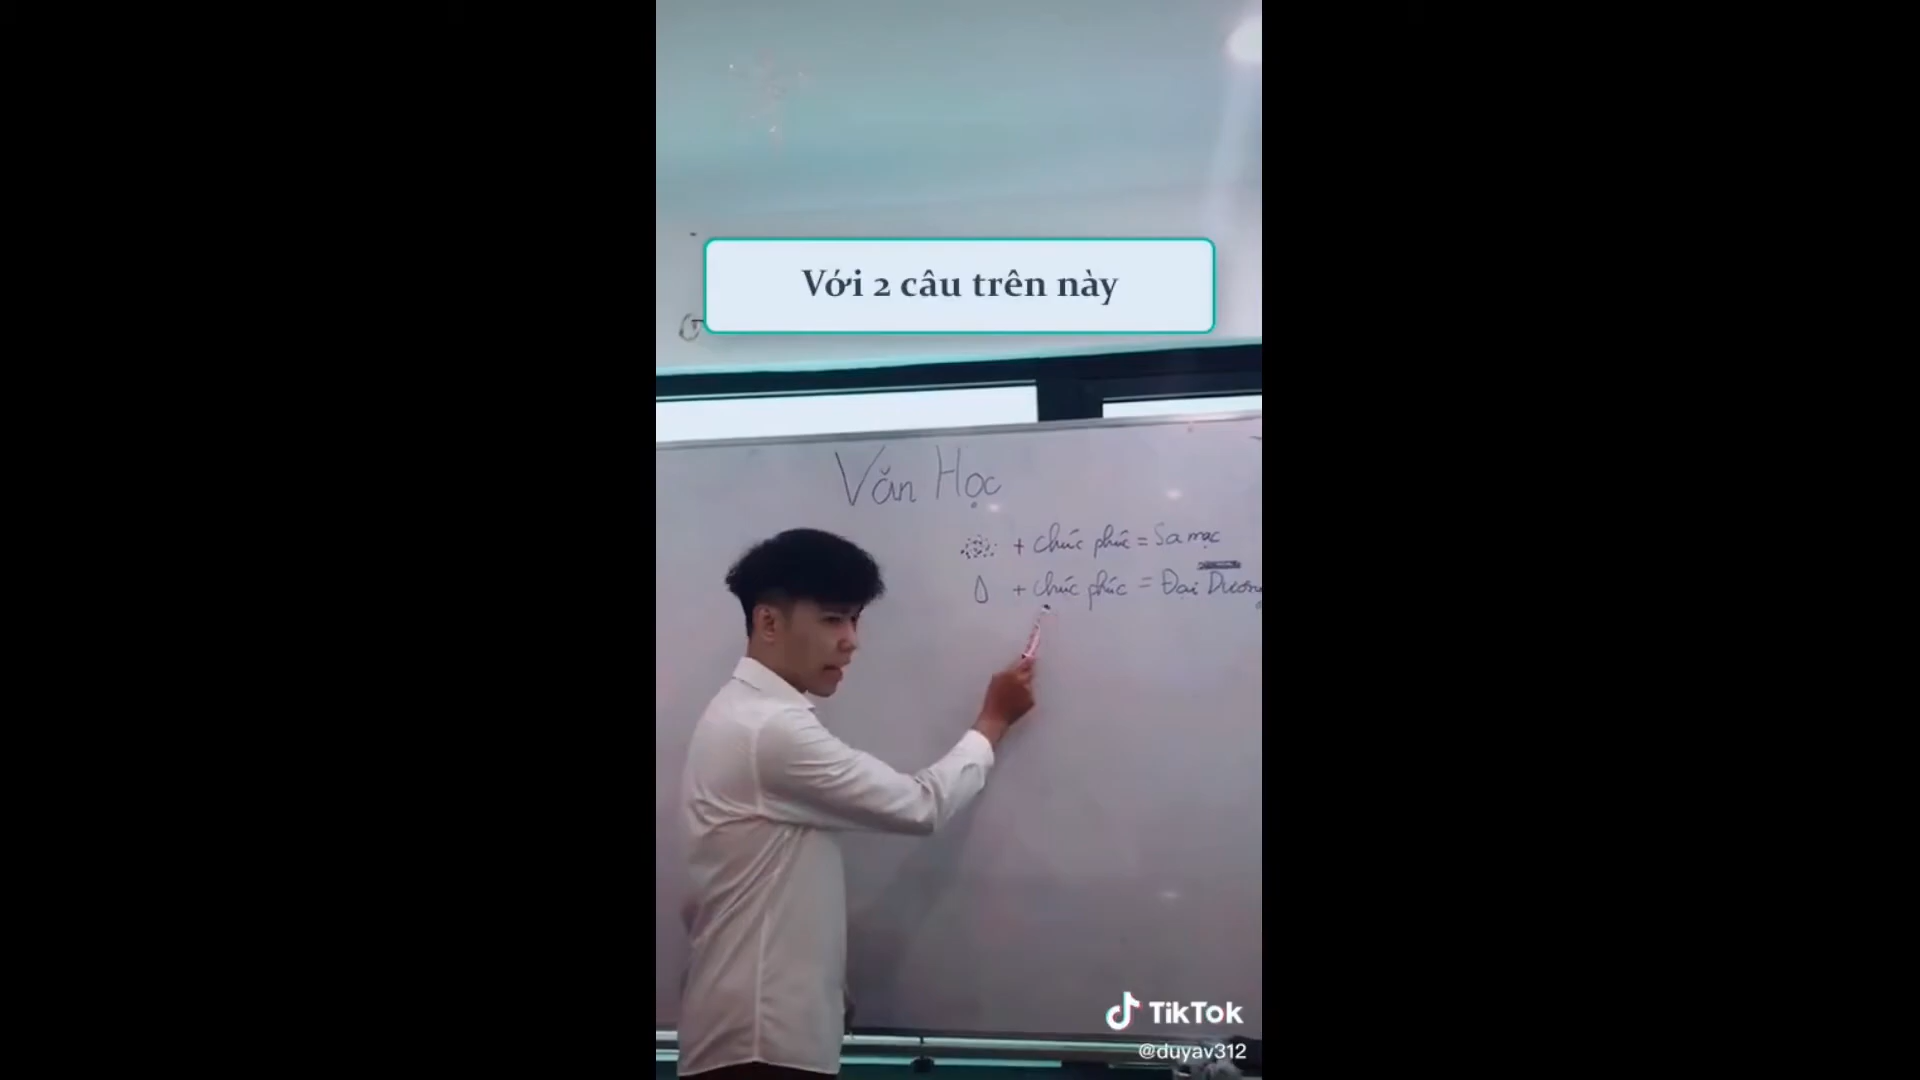 Với 2 câu trên này
Văn Học
+ chúc phúc = Sa mạc
+ chúc phúc = Đại Dương
TikTok
@duyav312